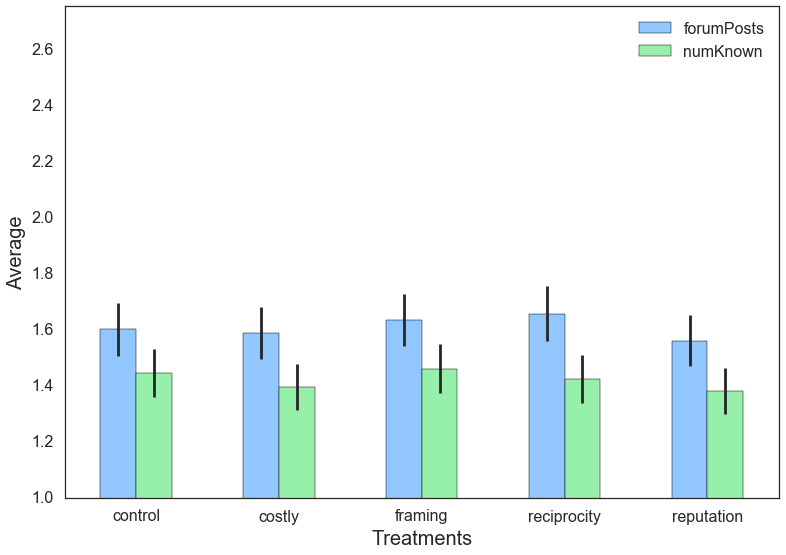 forumPosts
numKnown
2.6
2.4
2.2
2.0
1.8
1.6
1.4
1.2
1.0
Average
control costly framing reciprocity reputation
Treatments